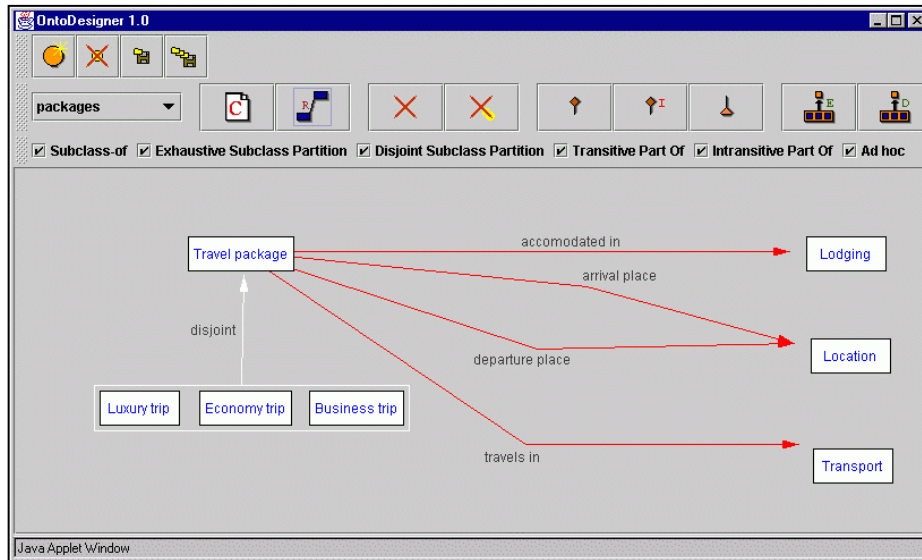 OntoDesigner 1.0
packages
C
R
I
E
D
Subclass-of Exhaustive Subclass Partition Disjoint Subclass Partition Transitive Part Of Intransitive Part Of Ad hoc
accomodated in
Travel package
Lodging
arrival place
disjoint
departure place
Location
Luxury trip Economy trip Business trip
travels in
Transport
Java Applet Window